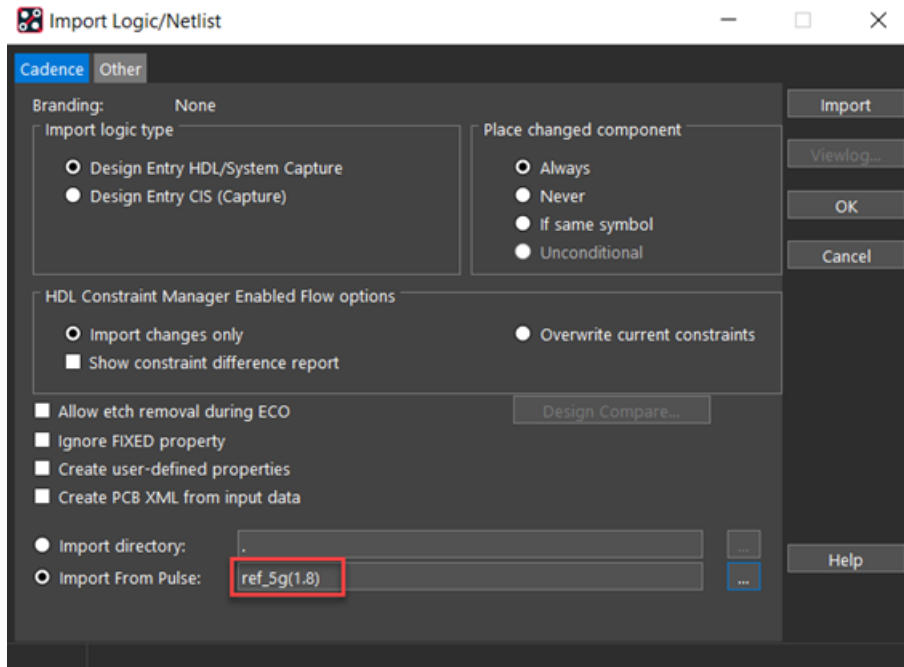 Import Logic/Netlist
Cadence Other
Branding: None
Import logic type
Design Entry HDL/System Capture
Design Entry CIS (Capture)
Place changed component
Always
Never
If same symbol
Unconditional
HDL Constraint Manager Enabled Flow options
Import changes only
Overwrite current constraints
Show constraint difference report
Allow etch removal during ECO
Design Compare...
Ignore FIXED property
Create user-defined properties
Create PCB XML from input data
Import directory: . ...
Import From Pulse: ref_5g(1.8) ...
Import
Viewlog...
OK
Cancel
Help